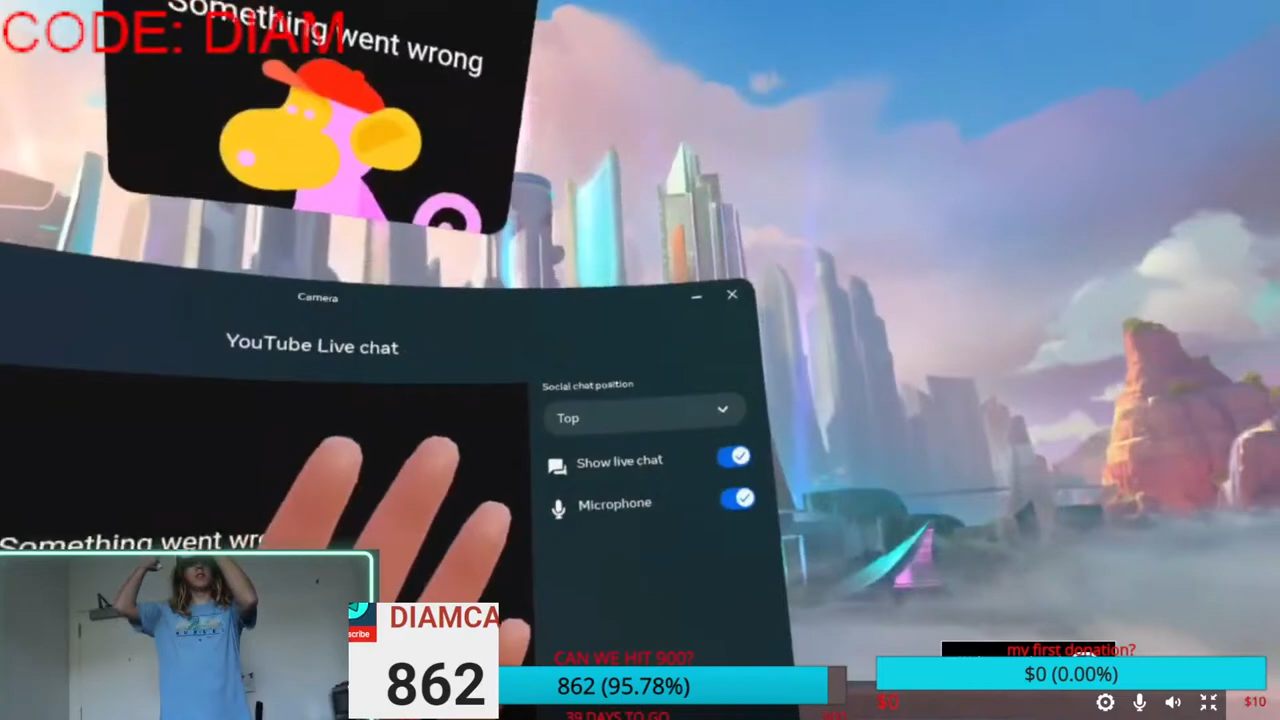 CODE: DIAM
Something went wrong
Camera
YouTube Live chat
Social chat position
Top
Show live chat
Microphone
Something went wr
scribe
DIAMCA
862
CAN WE HIT 900?
862 (95.78%)
39 DAYS TO GO
my first donation?
$0 (0.00%)
$0
$10